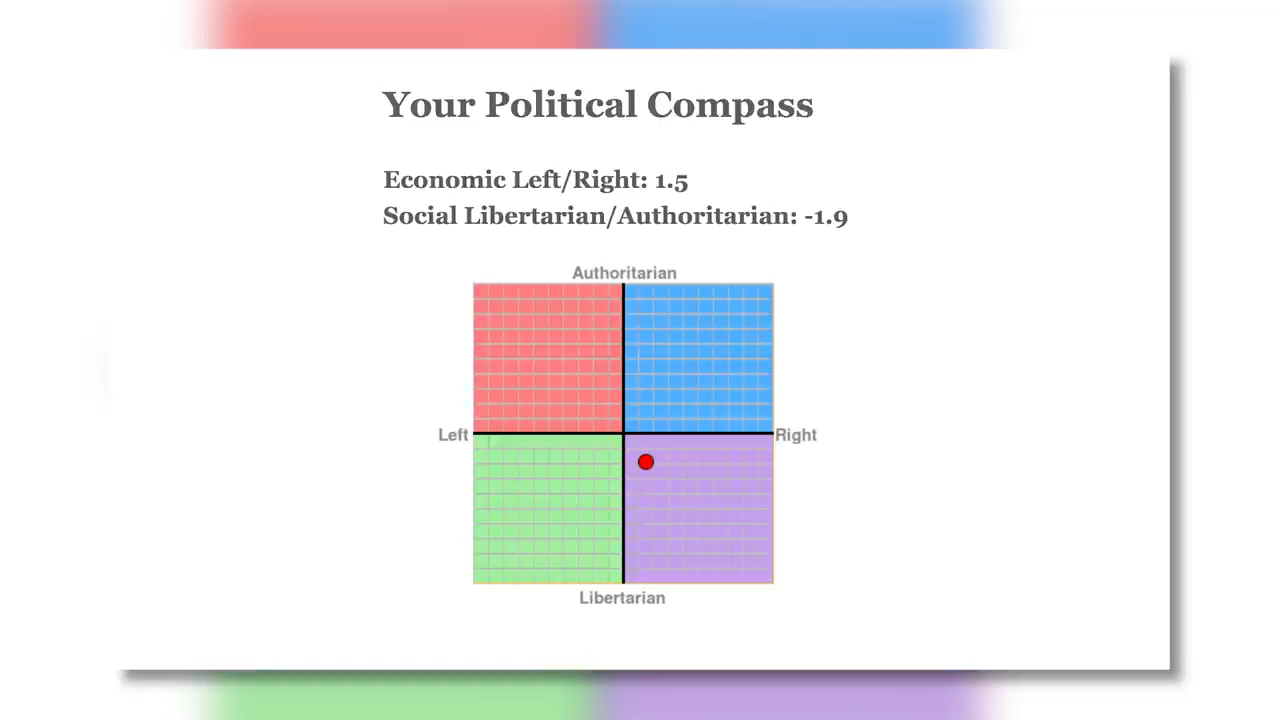 Your Political Compass
Economic Left/Right: 1.5
Social Libertarian/Authoritarian: -1.9
Authoritarian
Left
Right
Libertarian